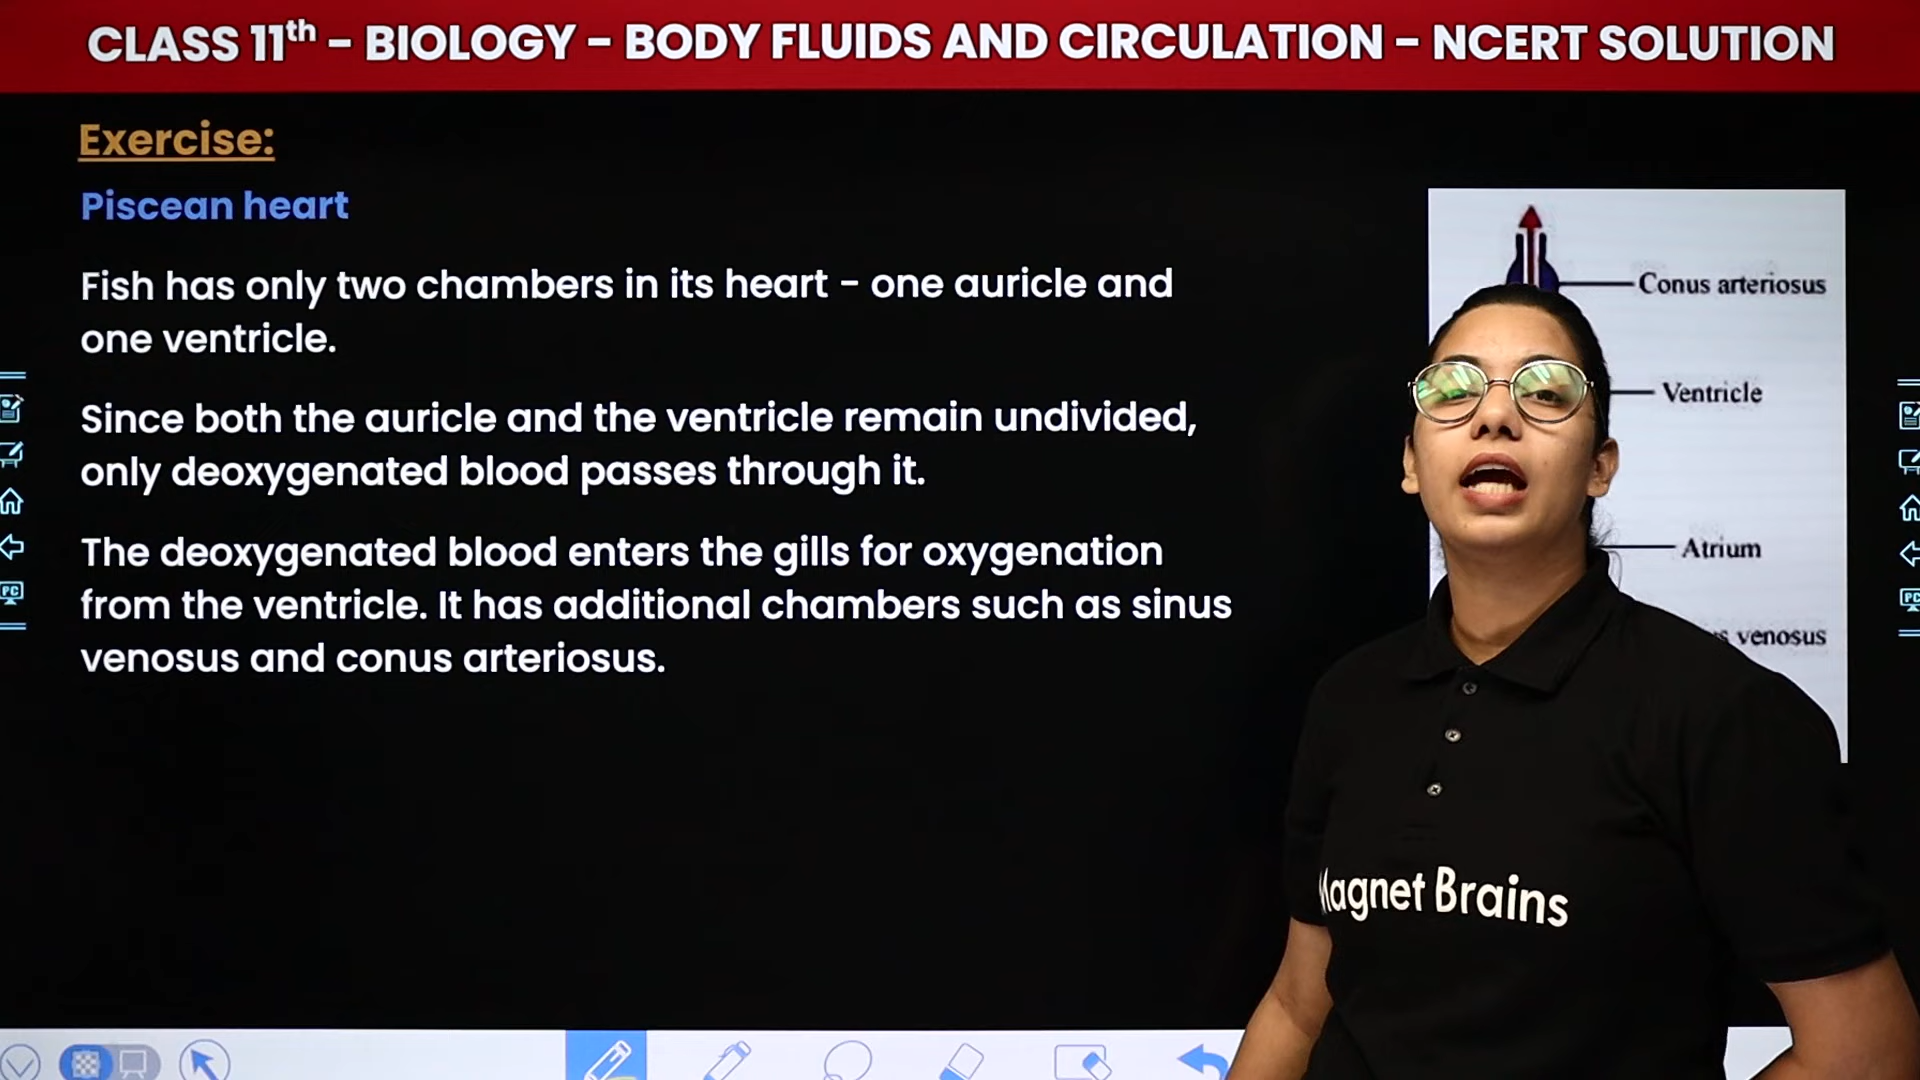 CLASS 11th - BIOLOGY - BODY FLUIDS AND CIRCULATION - NCERT SOLUTION
Exercise:
Piscean heart
Fish has only two chambers in its heart - one auricle and
one ventricle.
Since both the auricle and the ventricle remain undivided,
only deoxygenated blood passes through it.
The deoxygenated blood enters the gills for oxygenation
from the ventricle. It has additional chambers such as sinus
venosus and conus arteriosus.
Conus arteriosus
Ventricle
Atrium
venosus
Magnet Brains
PC
PC